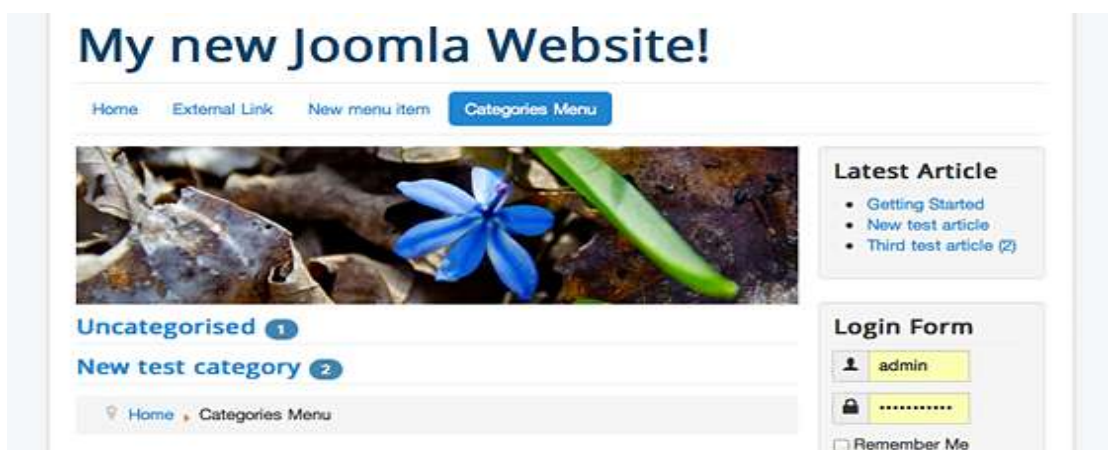 My new Joomla Website!
Home External Link New menu item Categories Menu
Uncategorised 1
New test category 2
Home Categories Menu
Latest Article
Getting Started
New test article
Third test article (2)
Login Form
admin
•••••••••••
Remember Me